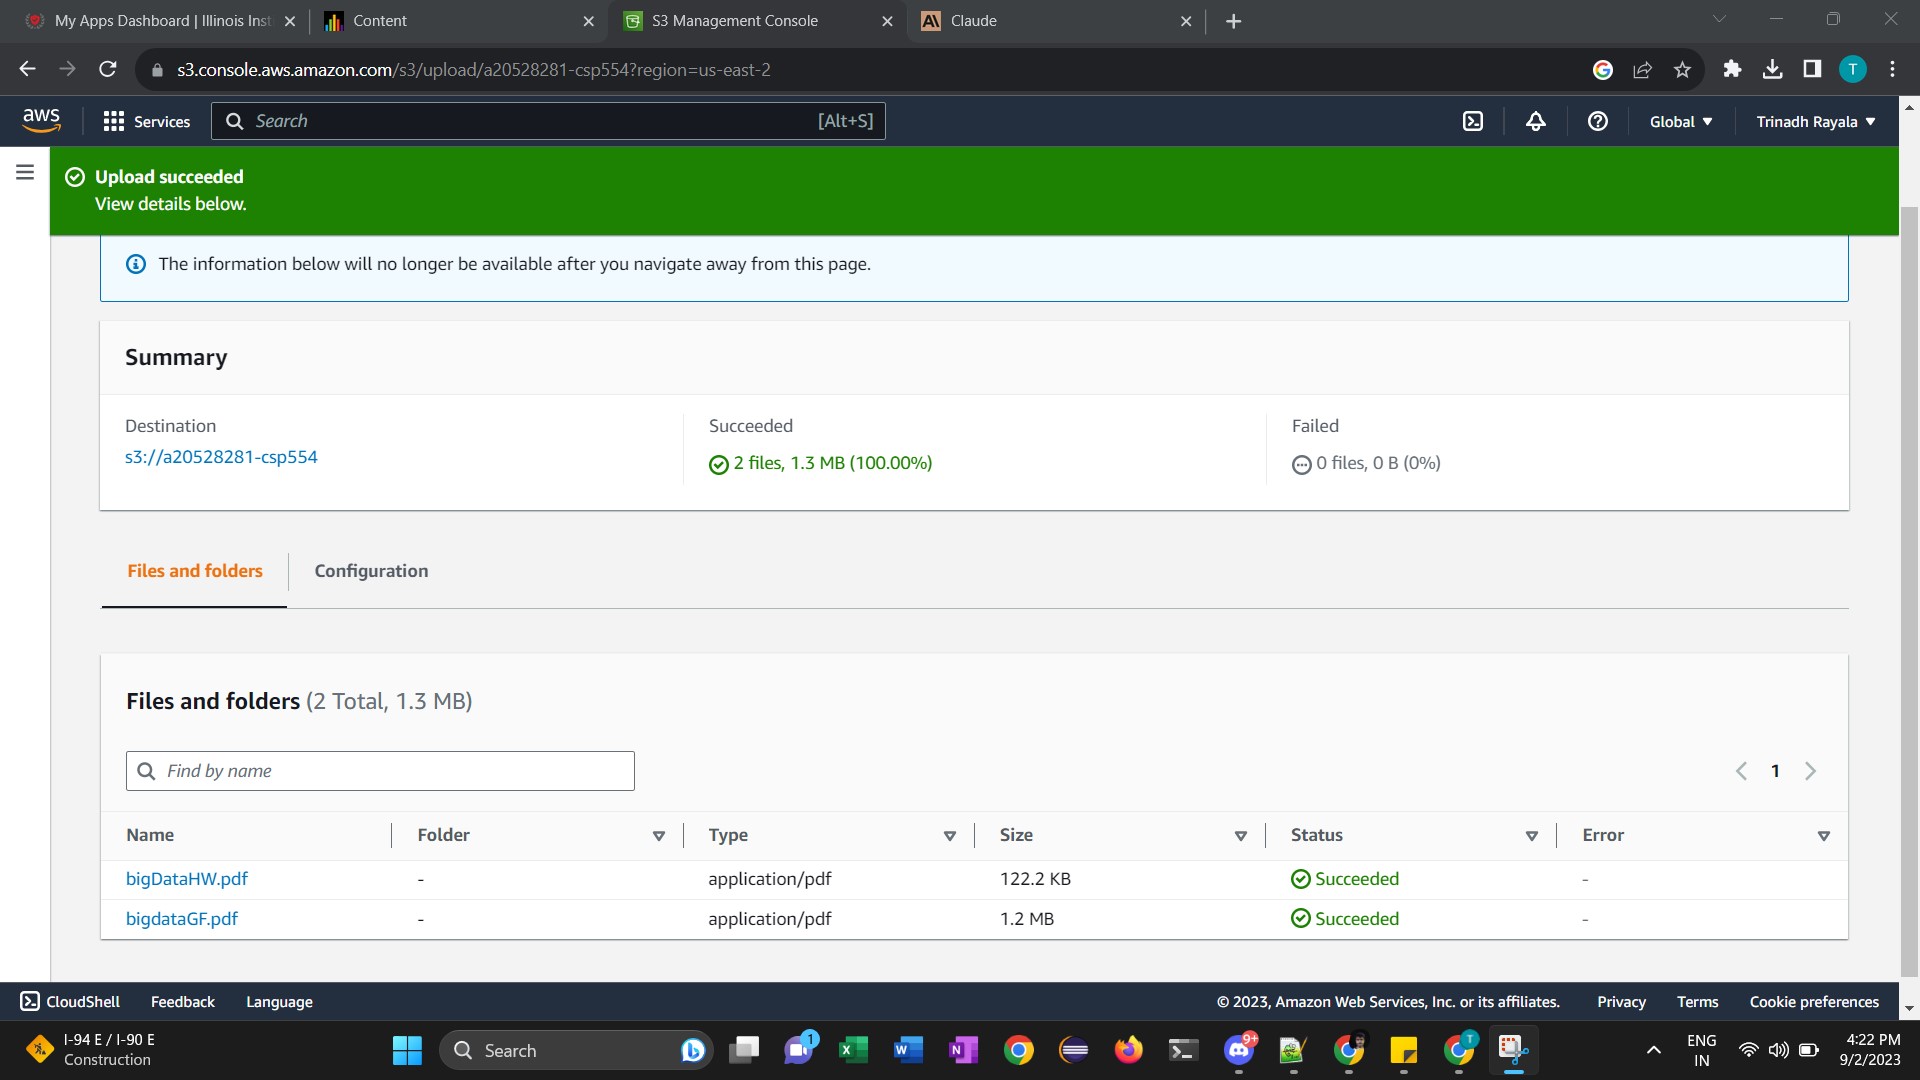 My Apps Dashboard | Illinois Inst
Content
S3 Management Console
Claude
s3.console.aws.amazon.com/s3/upload/a20528281-csp554?region=us-east-2
T
aws
Services
Search
[Alt+S]
Global
Trinadh Rayala
Upload succeeded
View details below.
The information below will no longer be available after you navigate away from this page.
Summary
Destination
Succeeded
Failed
s3://a20528281-csp554
2 files, 1.3 MB (100.00%)
0 files, 0 B (0%)
Files and folders
Configuration
Files and folders (2 Total, 1.3 MB)
Find by name
1
Name Folder Type Size Status Error
bigDataHW.pdf - application/pdf 122.2 KB Succeeded -
bigdataGF.pdf - application/pdf 1.2 MB Succeeded -
CloudShell Feedback Language
© 2023, Amazon Web Services, Inc. or its affiliates. Privacy Terms Cookie preferences
I-94 E / I-90 E
Construction
Search
1
9+
T
ENG
IN
4:22 PM
9/2/2023